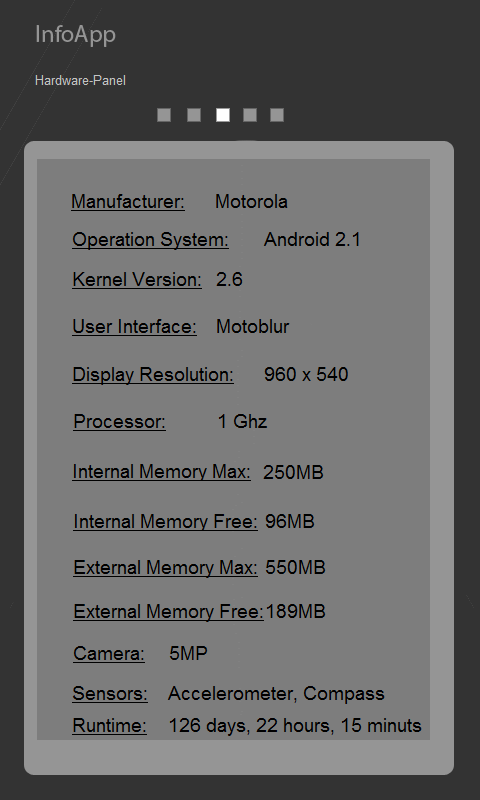 InfoApp
Hardware-Panel
Manufacturer: Motorola
Operation System: Android 2.1
Kernel Version: 2.6
User Interface: Motoblur
Display Resolution: 960 x 540
Processor: 1 Ghz
Internal Memory Max: 250MB
Internal Memory Free: 96MB
External Memory Max: 550MB
External Memory Free: 189MB
Camera: 5MP
Sensors: Accelerometer, Compass
Runtime: 126 days, 22 hours, 15 minuts